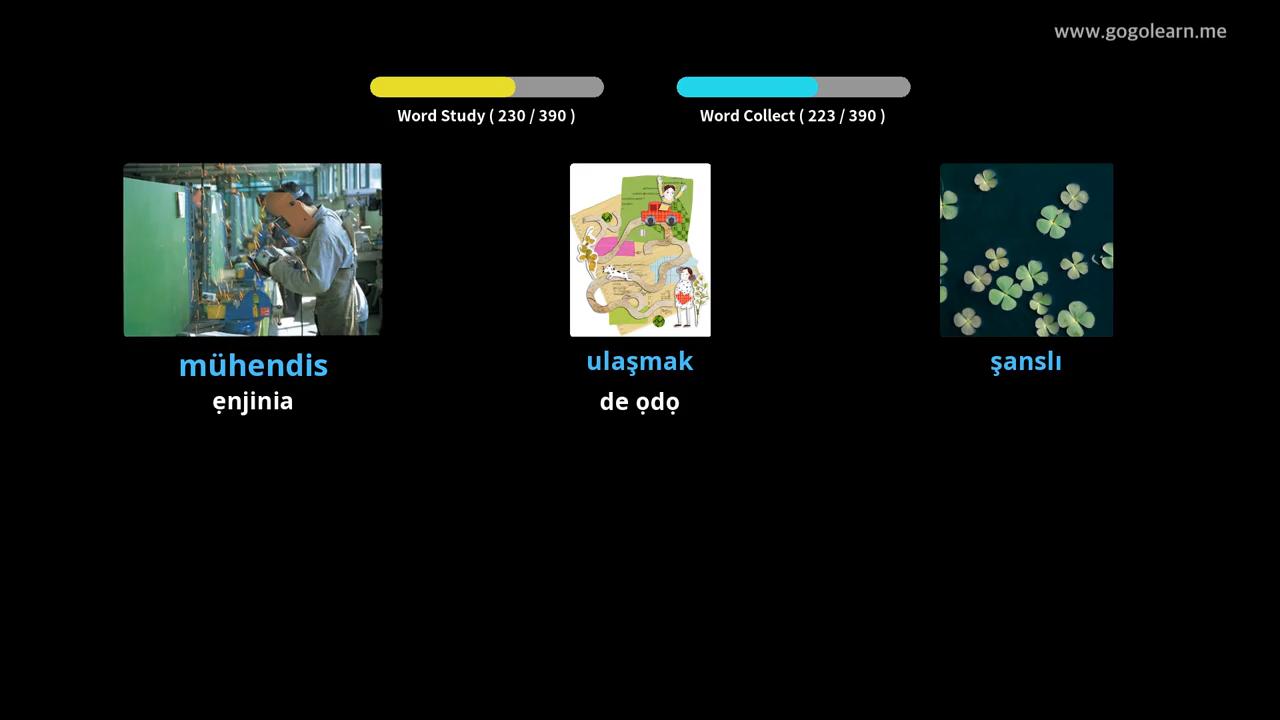 www.gogolearn.me
Word Study ( 230 / 390 )
Word Collect ( 223 / 390 )
mühendis
ẹnjinia
ulaşmak
de ọdọ
şanslı